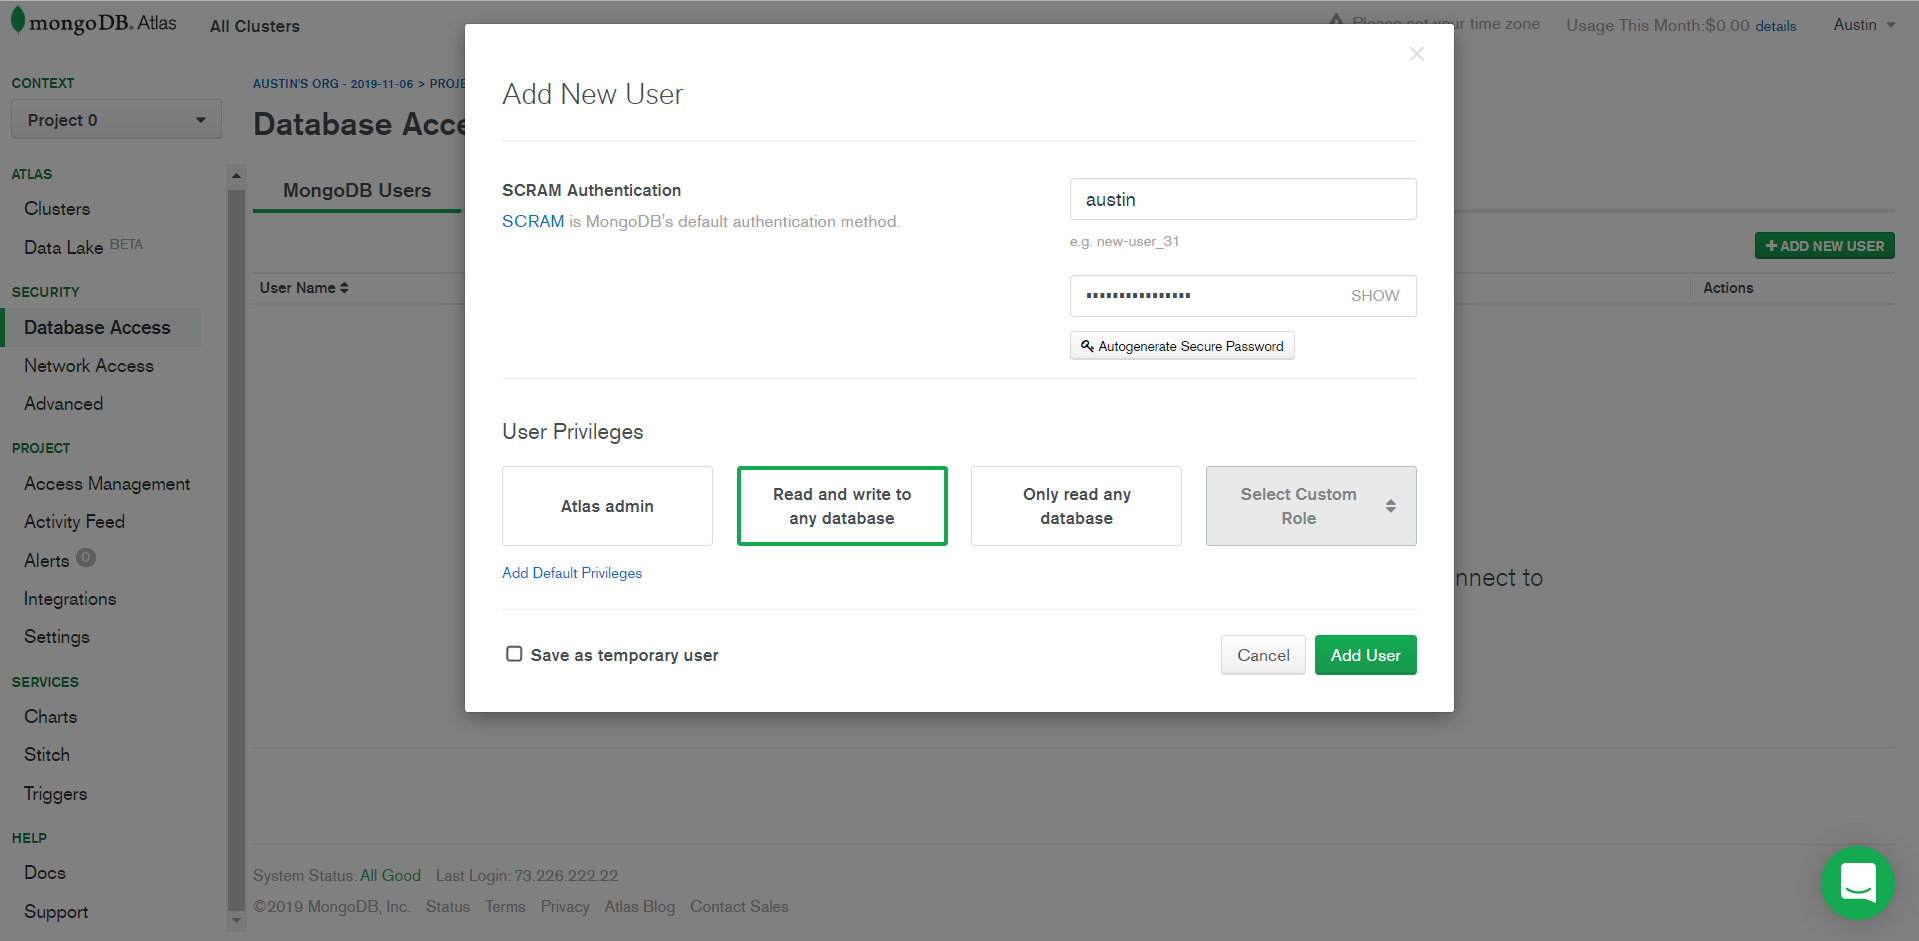 mongoDB. Atlas
All Clusters
your time zone
Usage This Month:$0.00 details
Austin
CONTEXT
Project 0
ATLAS
Clusters
Data Lake BETA
SECURITY
Database Access
Network Access
Advanced
PROJECT
Access Management
Activity Feed
Alerts 0
Integrations
Settings
SERVICES
Charts
Stitch
Triggers
HELP
Docs
Support
AUSTIN'S ORG - 2019-11-06 > PROJE
Database Acce
MongoDB Users
+ ADD NEW USER
User Name
Actions
nnect to
Add New User
SCRAM Authentication
SCRAM is MongoDB's default authentication method.
austin
e.g. new-user_31
•••••••••••••••• SHOW
Autogenerate Secure Password
User Privileges
Atlas admin
Read and write to
any database
Only read any
database
Select Custom
Role
Add Default Privileges
Save as temporary user
Cancel
Add User
System Status: All Good Last Login: 73.226.222.22
©2019 MongoDB, Inc. Status Terms Privacy Atlas Blog Contact Sales